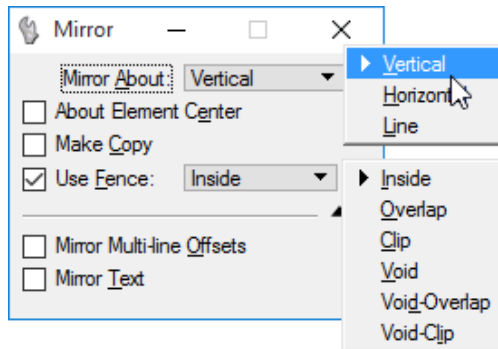 Mirror
Mirror About: Vertical
About Element Center
Make Copy
Use Fence: Inside
Mirror Multi-line Offsets
Mirror Text
Vertical
Horizont
Line
Inside
Overlap
Clip
Void
Void-Overlap
Void-Clip